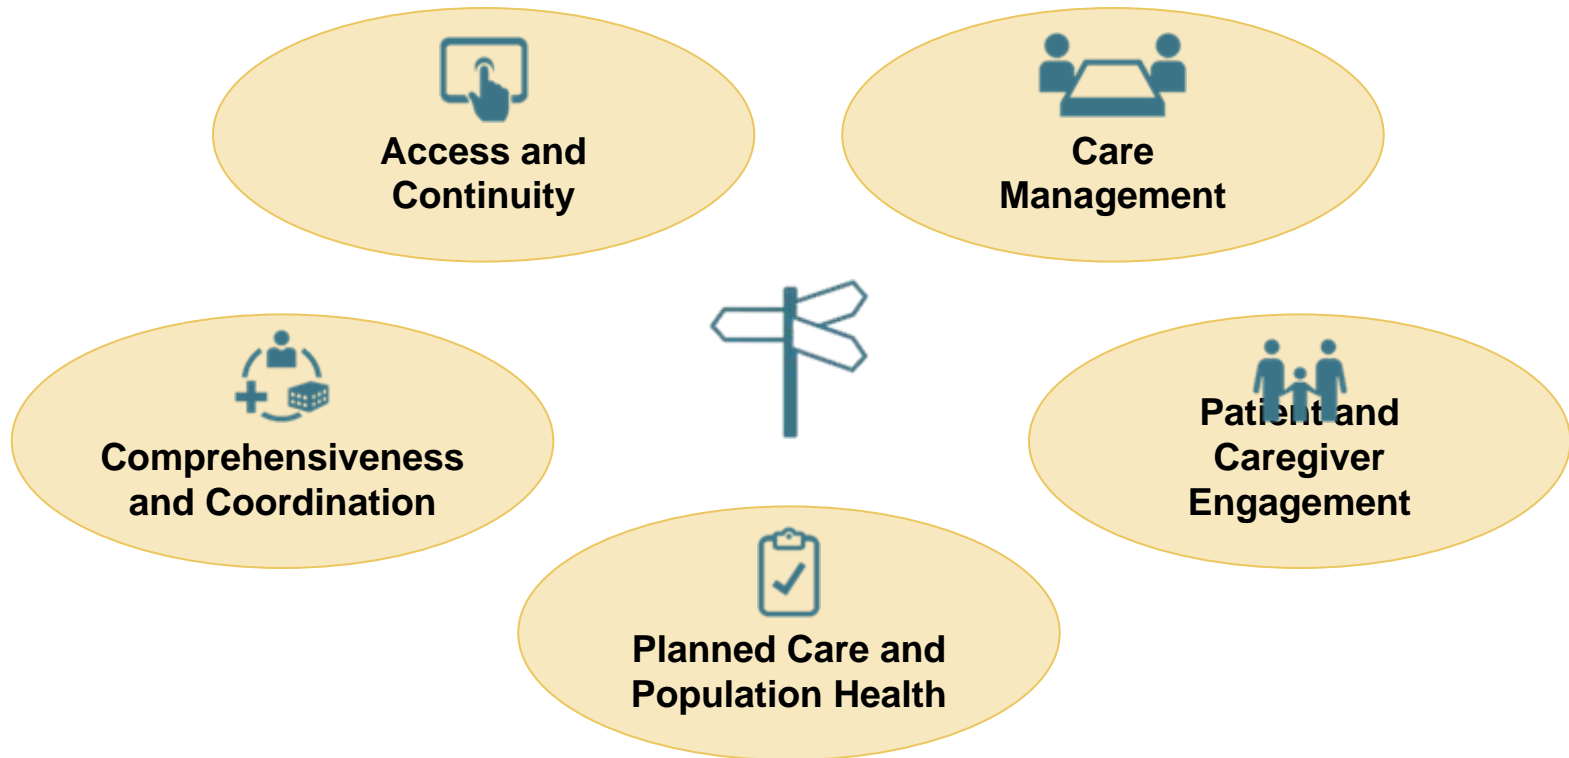 Access and
Continuity
Care
Management
Comprehensiveness
and Coordination
Patient and
Caregiver
Engagement
Planned Care and
Population Health